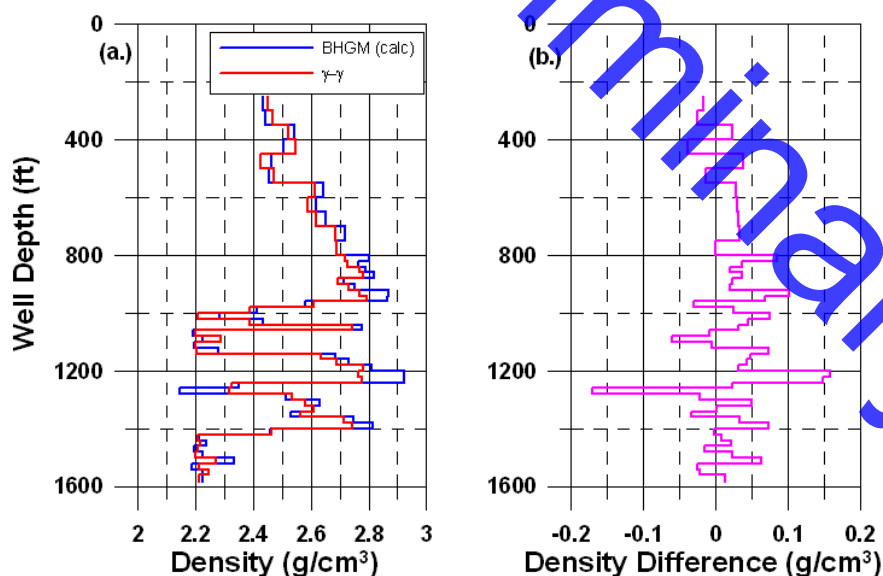 0
(a.)
BHGM (calc)
γ-γ
400
800
1200
1600
Well Depth (ft)
2 2.2 2.4 2.6 2.8 3
Density (g/cm³)
0
(b.)
400
800
1200
1600
-0.2 -0.1 0 0.1 0.2
Density Difference (g/cm³)
minar